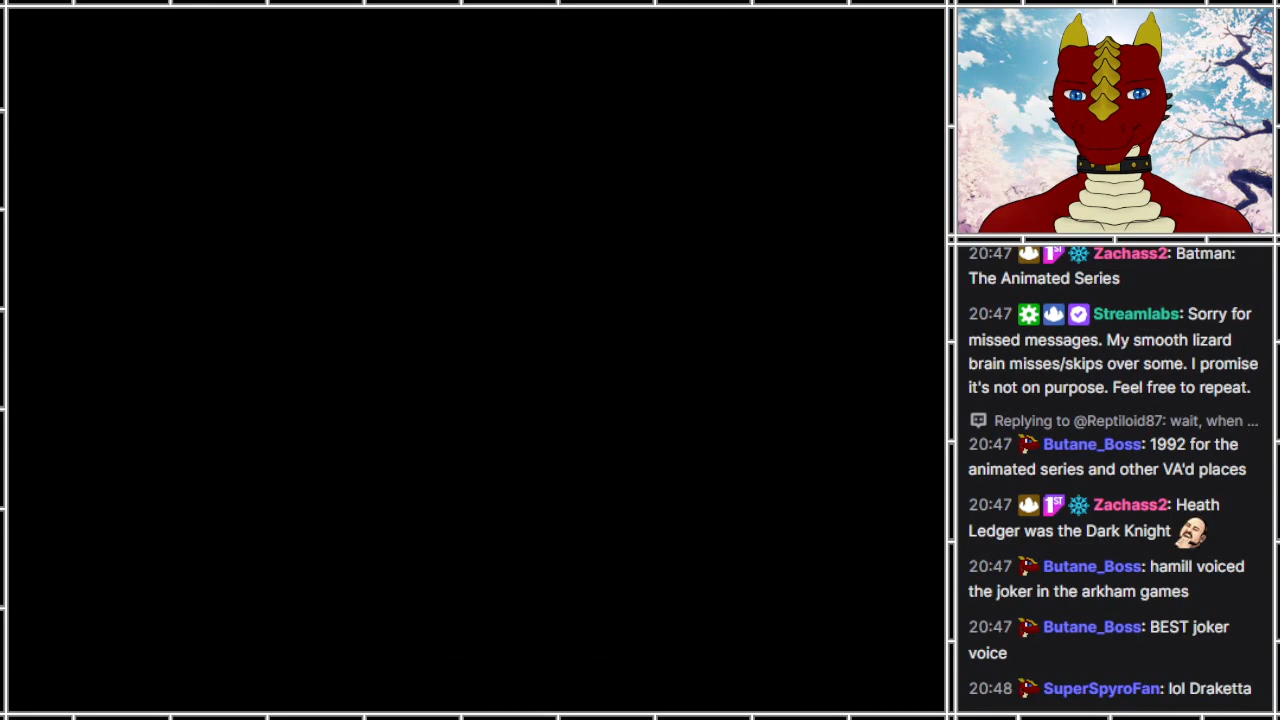 20:47 1ST Zachass2: Batman:
The Animated Series
20:47 Streamlabs: Sorry for
missed messages. My smooth lizard
brain misses/skips over some. I promise
it's not on purpose. Feel free to repeat.
Replying to @Reptiloid87: wait, when ...
20:47 Butane_Boss: 1992 for the
animated series and other VA'd places
20:47 1ST Zachass2: Heath
Ledger was the Dark Knight
20:47 Butane_Boss: hamill voiced
the joker in the arkham games
20:47 Butane_Boss: BEST joker
voice
20:48 SuperSpyroFan: lol Draketta